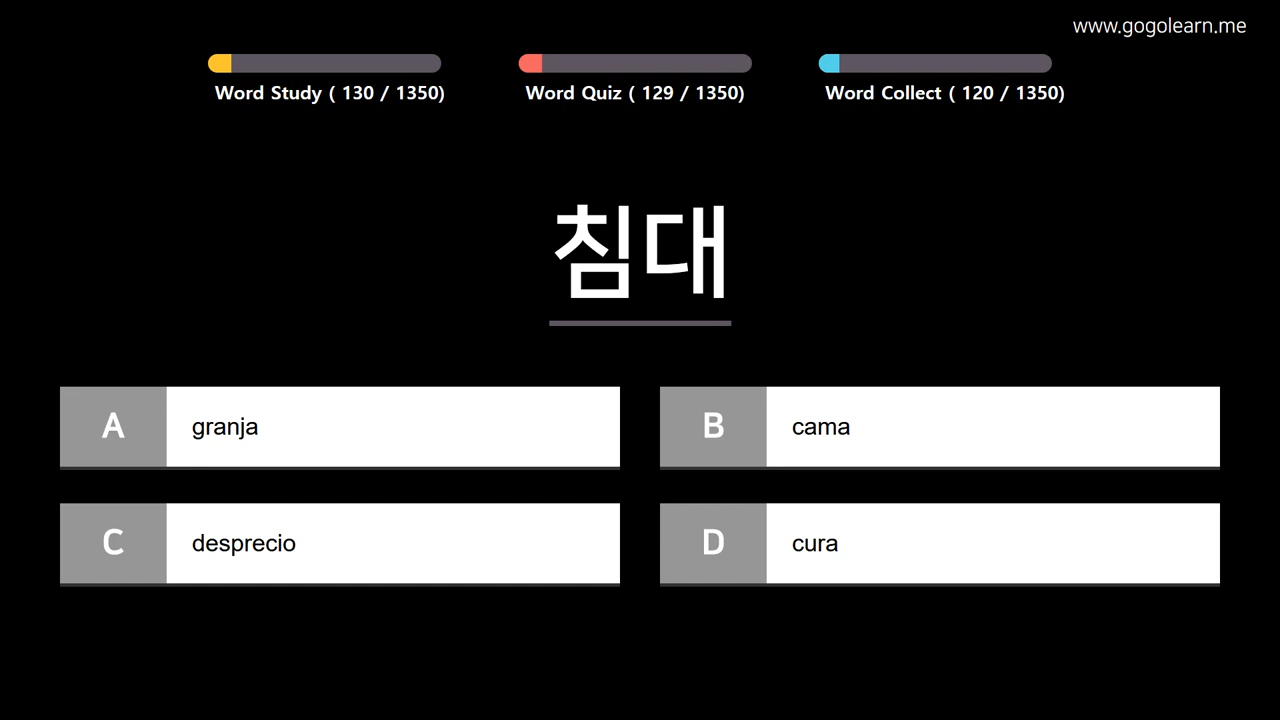 www.gogolearn.me
Word Study ( 130 / 1350)
Word Quiz ( 129 / 1350)
Word Collect ( 120 / 1350)
침대
A granja
B cama
C desprecio
D cura